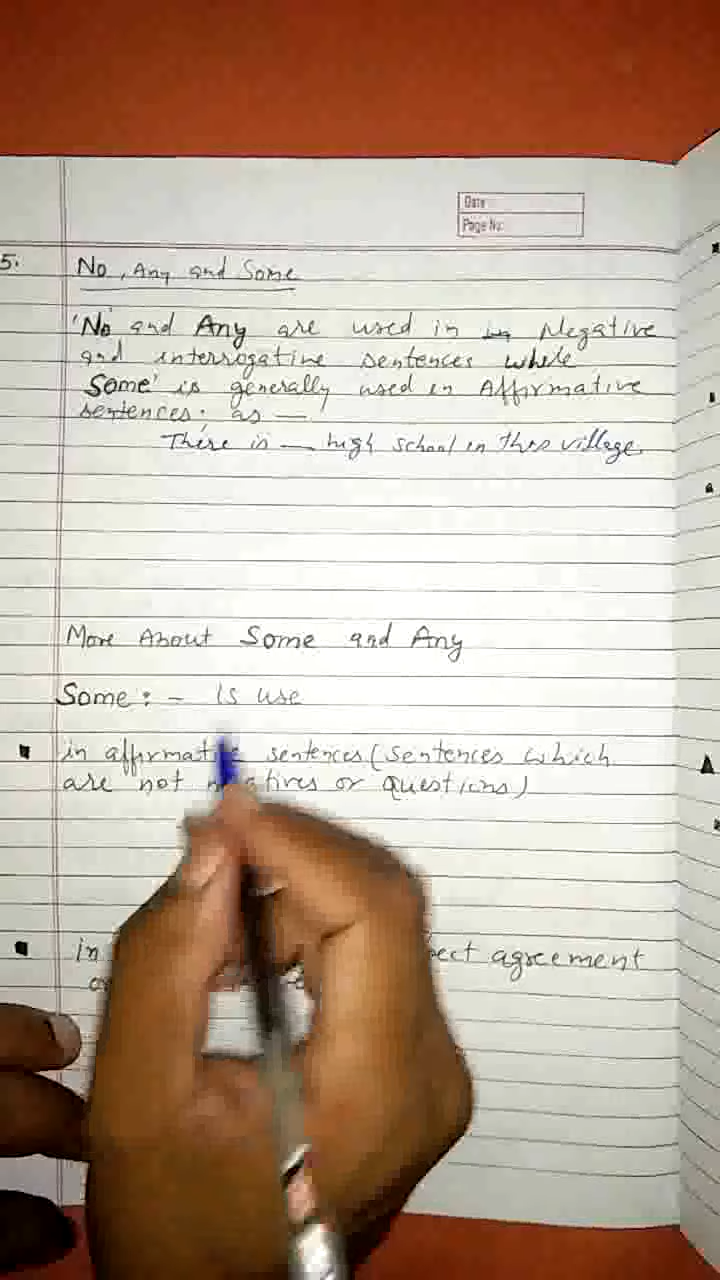 Date
Page No.
5. No, Any and Some
'No' and Any are used in Negative
and interrogative sentences while
'Some' is generally used in Affirmative
sentences; as —
There is — high school in this village.
More About Some and Any
Some : - is use
in affirmative sentences (sentences which
are not negatives or questions)
in ect agreement